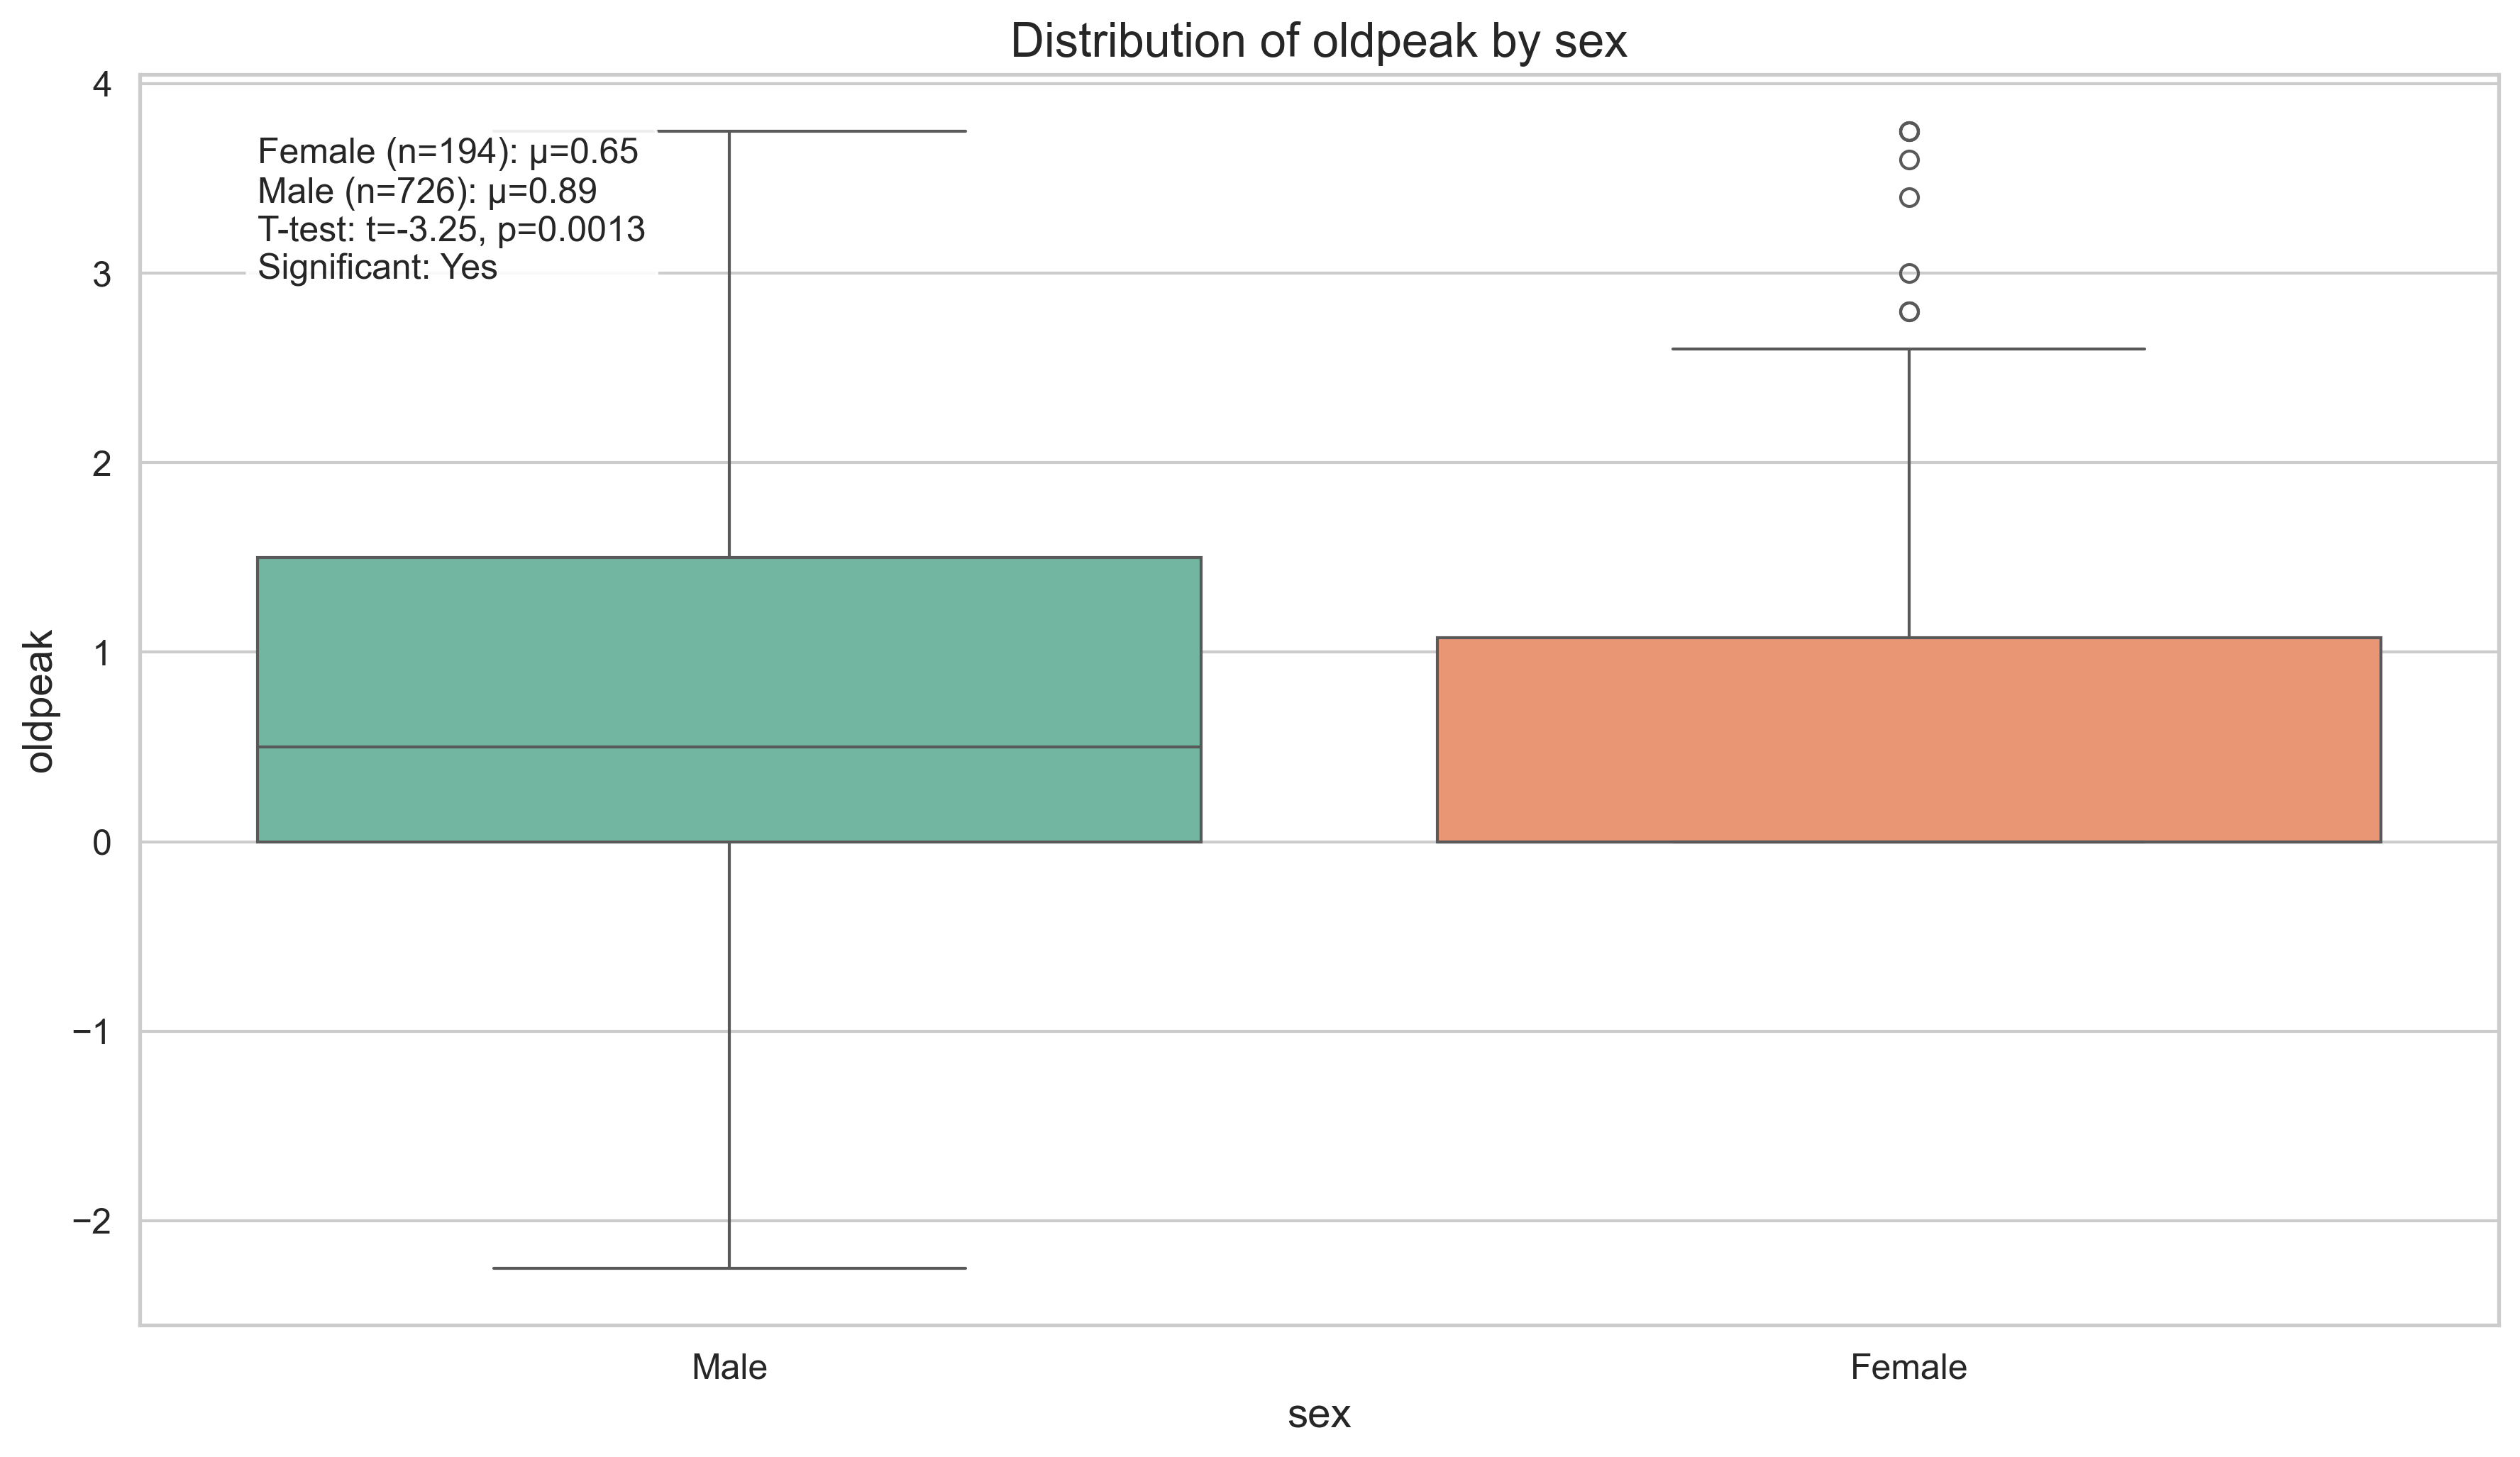 Distribution of oldpeak by sex
4
Female (n=194): µ=0.65
Male (n=726): µ=0.89
T-test: t=-3.25, p=0.0013
Significant: Yes
3
2
1
0
−1
−2
oldpeak
Male
Female
sex